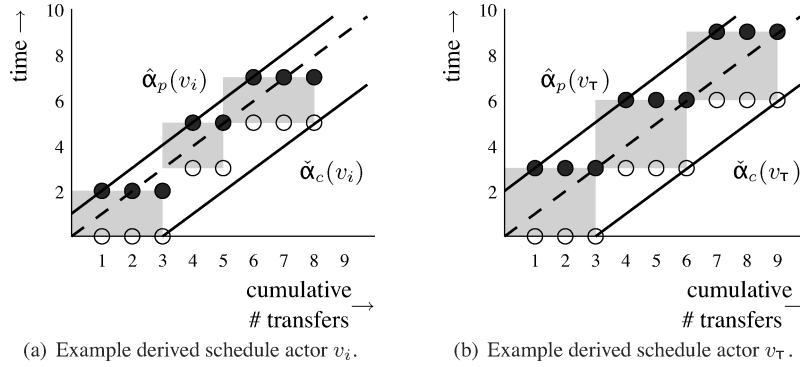 10
8
6
4
2
time →
α̂p(vi)
α̌c(vi)
1 2 3 4 5 6 7 8 9
cumulative
# transfers →
(a) Example derived schedule actor vi.
10
8
6
4
2
time →
α̂p(vτ)
α̌c(vτ)
1 2 3 4 5 6 7 8 9
cumulative
# transfers
(b) Example derived schedule actor vτ.